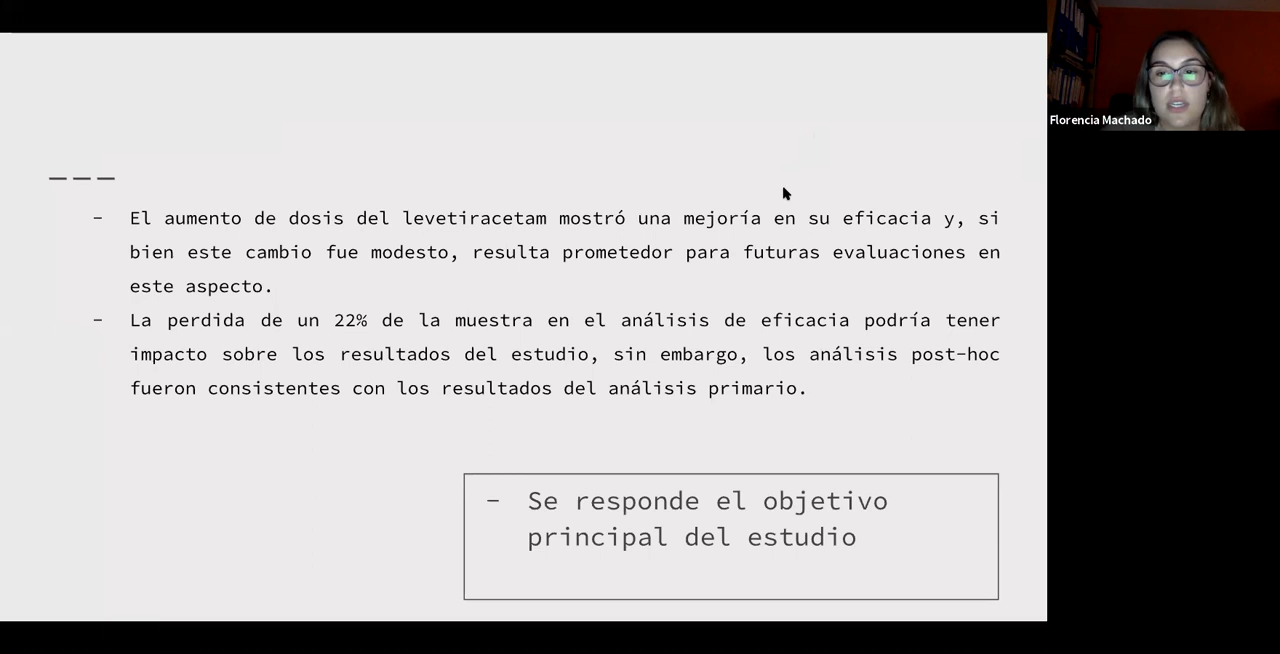 - El aumento de dosis del levetiracetam mostró una mejoría en su eficacia y, si
bien este cambio fue modesto, resulta prometedor para futuras evaluaciones en
este aspecto.
- La perdida de un 22% de la muestra en el análisis de eficacia podría tener
impacto sobre los resultados del estudio, sin embargo, los análisis post-hoc
fueron consistentes con los resultados del análisis primario.
- Se responde el objetivo
principal del estudio
Florencia Machado